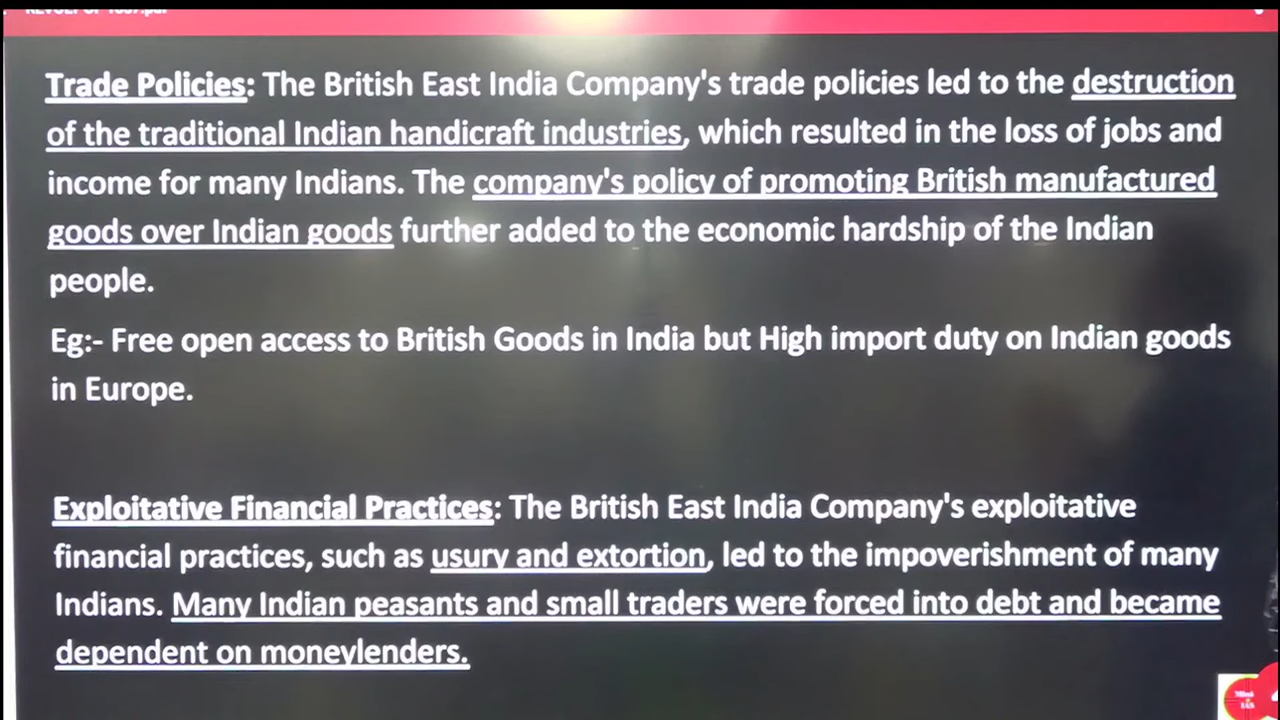 Trade Policies: The British East India Company's trade policies led to the destruction
of the traditional Indian handicraft industries, which resulted in the loss of jobs and
income for many Indians. The company's policy of promoting British manufactured
goods over Indian goods further added to the economic hardship of the Indian
people.
Eg:- Free open access to British Goods in India but High import duty on Indian goods
in Europe.
Exploitative Financial Practices: The British East India Company's exploitative
financial practices, such as usury and extortion, led to the impoverishment of many
Indians. Many Indian peasants and small traders were forced into debt and became
dependent on moneylenders.